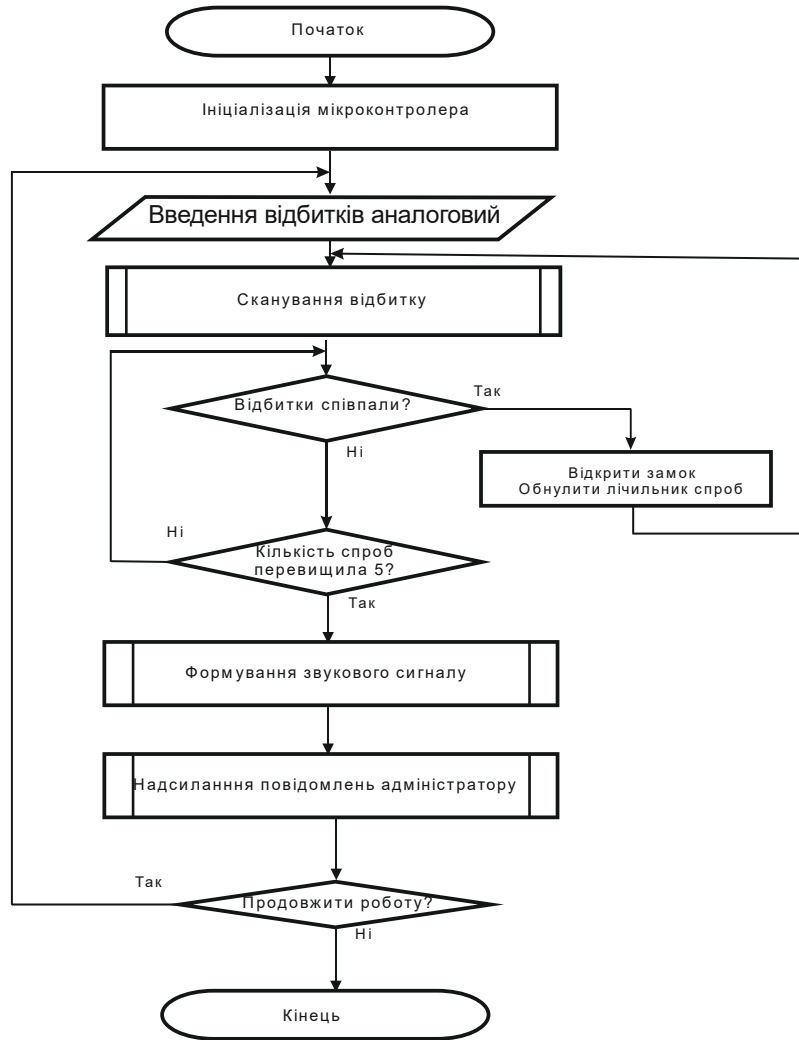 Початок
Ініціалізація мікроконтролера
Введення відбитків аналоговий
Сканування відбитку
Відбитки співпали?
Так
Ні
Відкрити замок
Обнулити лічильник спроб
Ні
Кількість спроб
перевищила 5?
Так
Формування звукового сигналу
Надсиланння повідомлень адміністратору
Так
Продовжити роботу?
Ні
Кінець